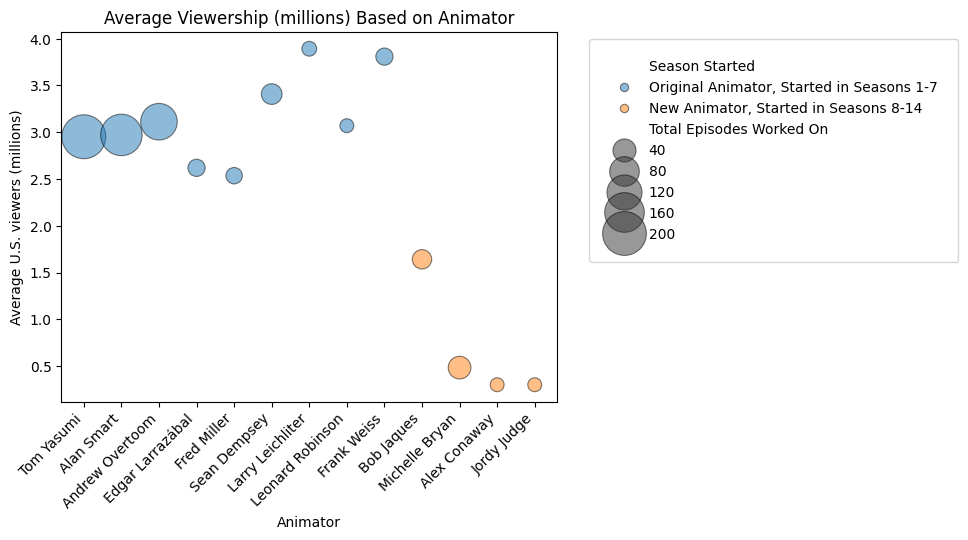 Average Viewership (millions) Based on Animator
Average U.S. viewers (millions)
4.0
3.5
3.0
2.5
2.0
1.5
1.0
0.5
Tom Yasumi
Alan Smart
Andrew Overtoom
Edgar Larrazábal
Fred Miller
Sean Dempsey
Larry Leichliter
Leonard Robinson
Frank Weiss
Bob Jaques
Michelle Bryan
Alex Conaway
Jordy Judge
Animator
Season Started
Original Animator, Started in Seasons 1-7
New Animator, Started in Seasons 8-14
Total Episodes Worked On
40
80
120
160
200